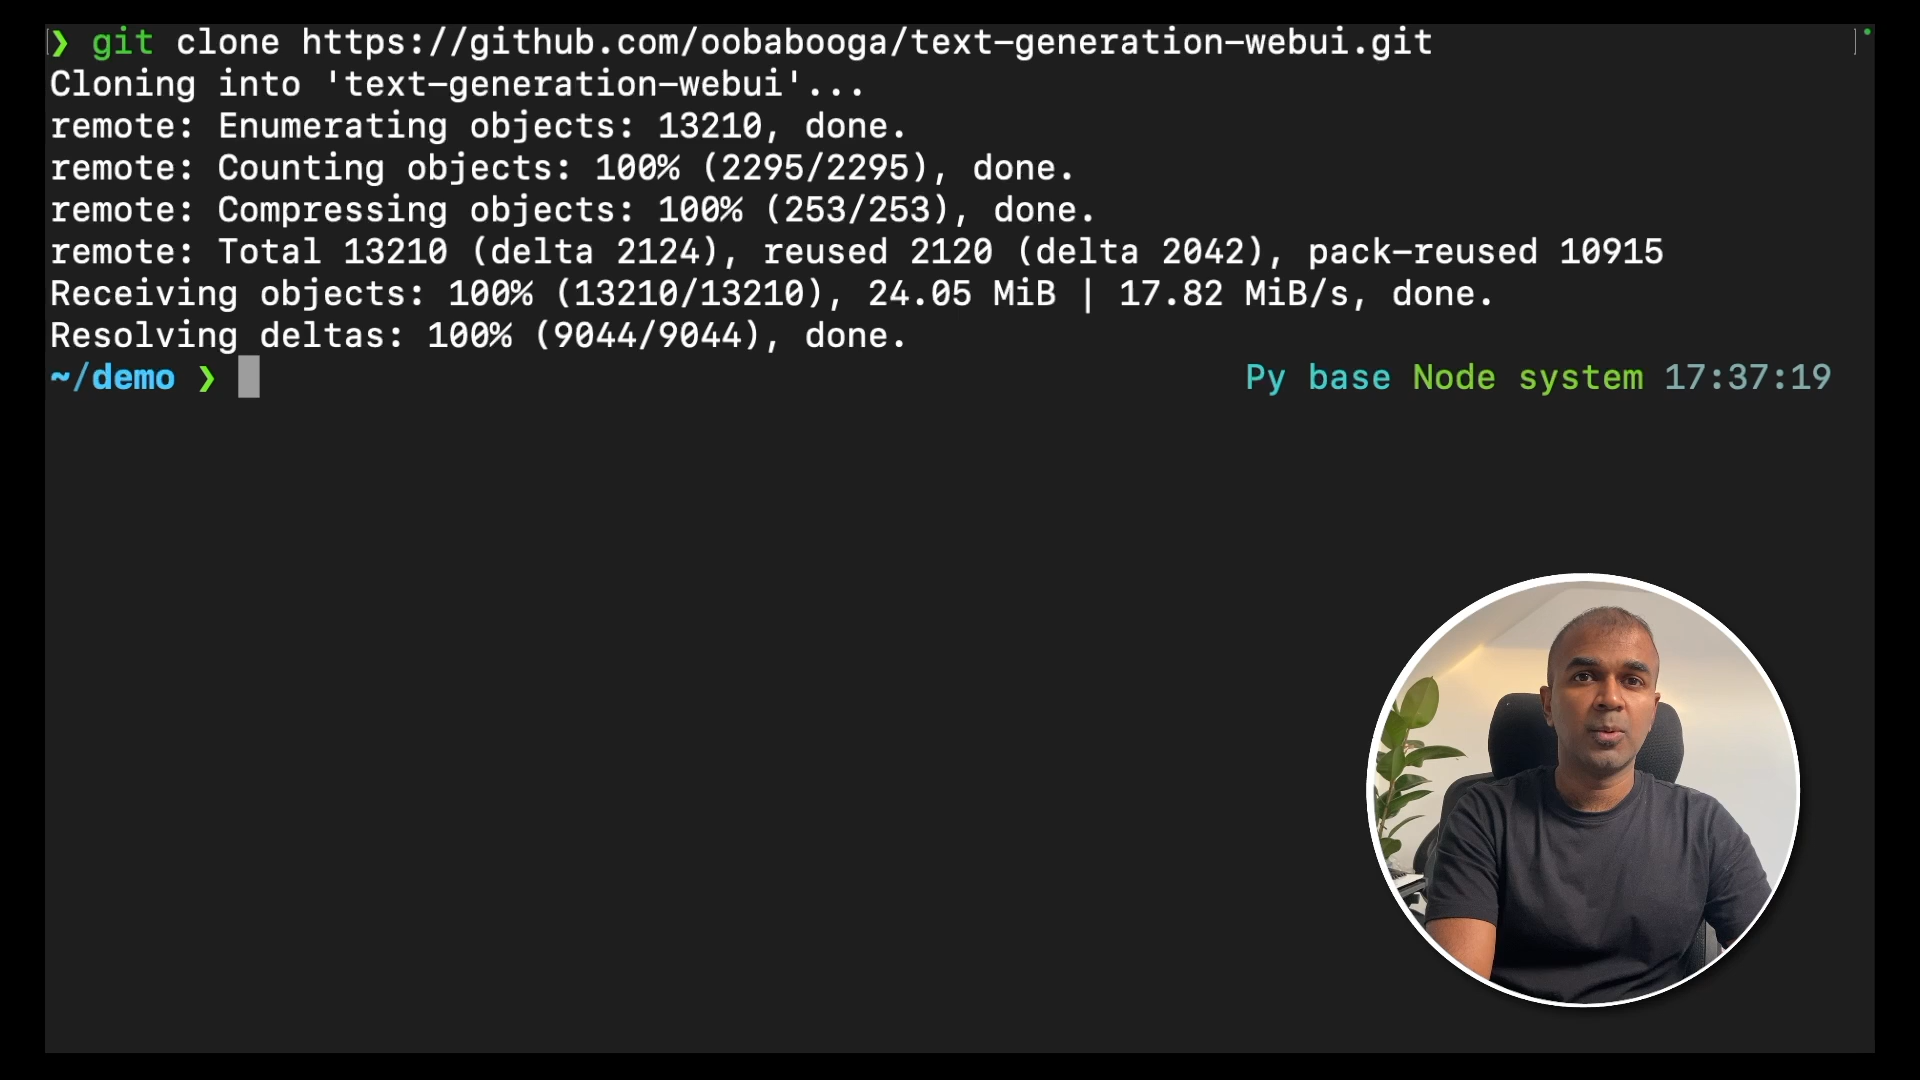 ❯ git clone https://github.com/oobabooga/text-generation-webui.git
Cloning into 'text-generation-webui'...
remote: Enumerating objects: 13210, done.
remote: Counting objects: 100% (2295/2295), done.
remote: Compressing objects: 100% (253/253), done.
remote: Total 13210 (delta 2124), reused 2120 (delta 2042), pack-reused 10915
Receiving objects: 100% (13210/13210), 24.05 MiB | 17.82 MiB/s, done.
Resolving deltas: 100% (9044/9044), done.
~/demo ❯ Py base Node system 17:37:19